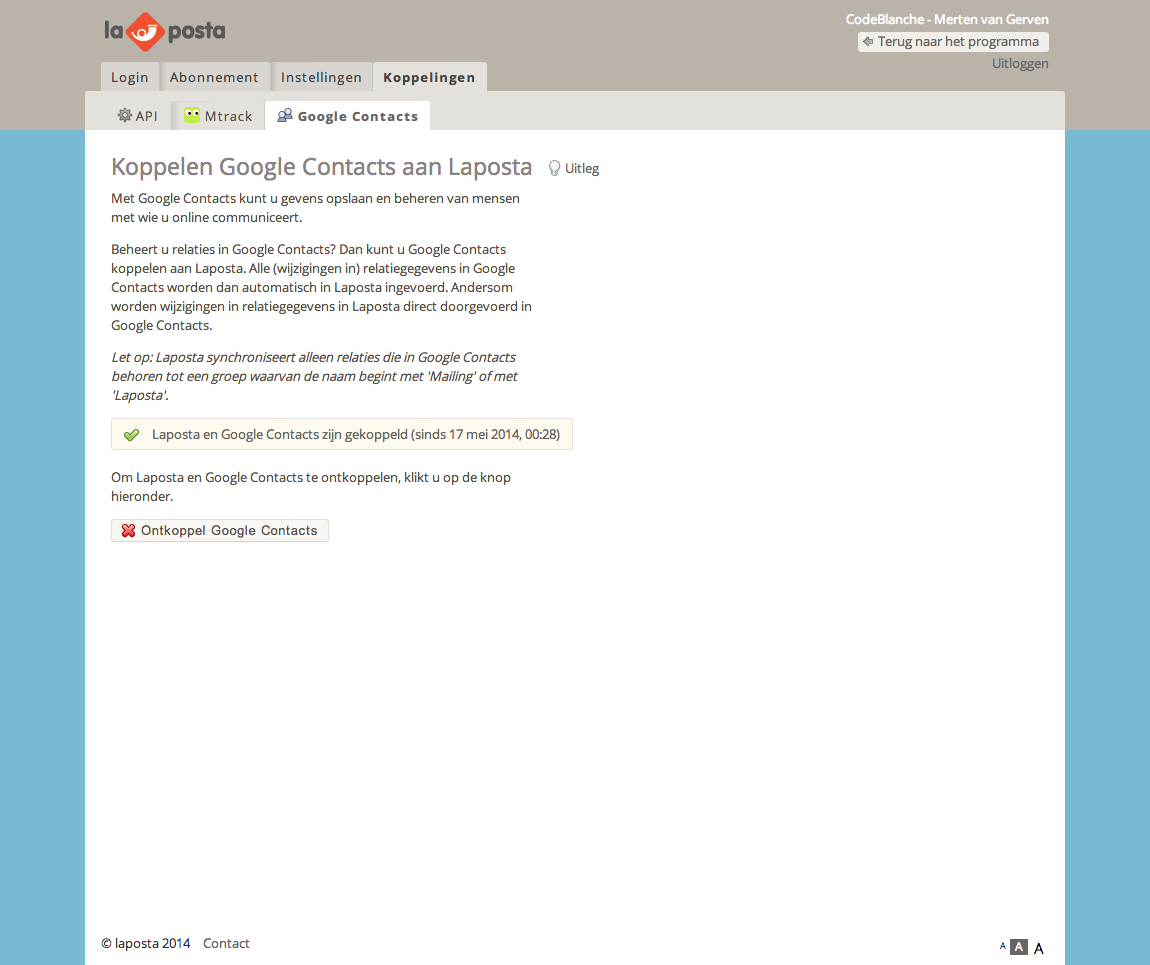 la posta
CodeBlanche - Merten van Gerven
Terug naar het programma
Uitloggen
Login Abonnement Instellingen Koppelingen
API Mtrack Google Contacts
Koppelen Google Contacts aan Laposta Uitleg
Met Google Contacts kunt u gevens opslaan en beheren van mensen
met wie u online communiceert.
Beheert u relaties in Google Contacts? Dan kunt u Google Contacts
koppelen aan Laposta. Alle (wijzigingen in) relatiegegevens in Google
Contacts worden dan automatisch in Laposta ingevoerd. Andersom
worden wijzigingen in relatiegegevens in Laposta direct doorgevoerd in
Google Contacts.
Let op: Laposta synchroniseert alleen relaties die in Google Contacts
behoren tot een groep waarvan de naam begint met 'Mailing' of met
'Laposta'.
Laposta en Google Contacts zijn gekoppeld (sinds 17 mei 2014, 00:28)
Om Laposta en Google Contacts te ontkoppelen, klikt u op de knop
hieronder.
Ontkoppel Google Contacts
© laposta 2014 Contact
A A A